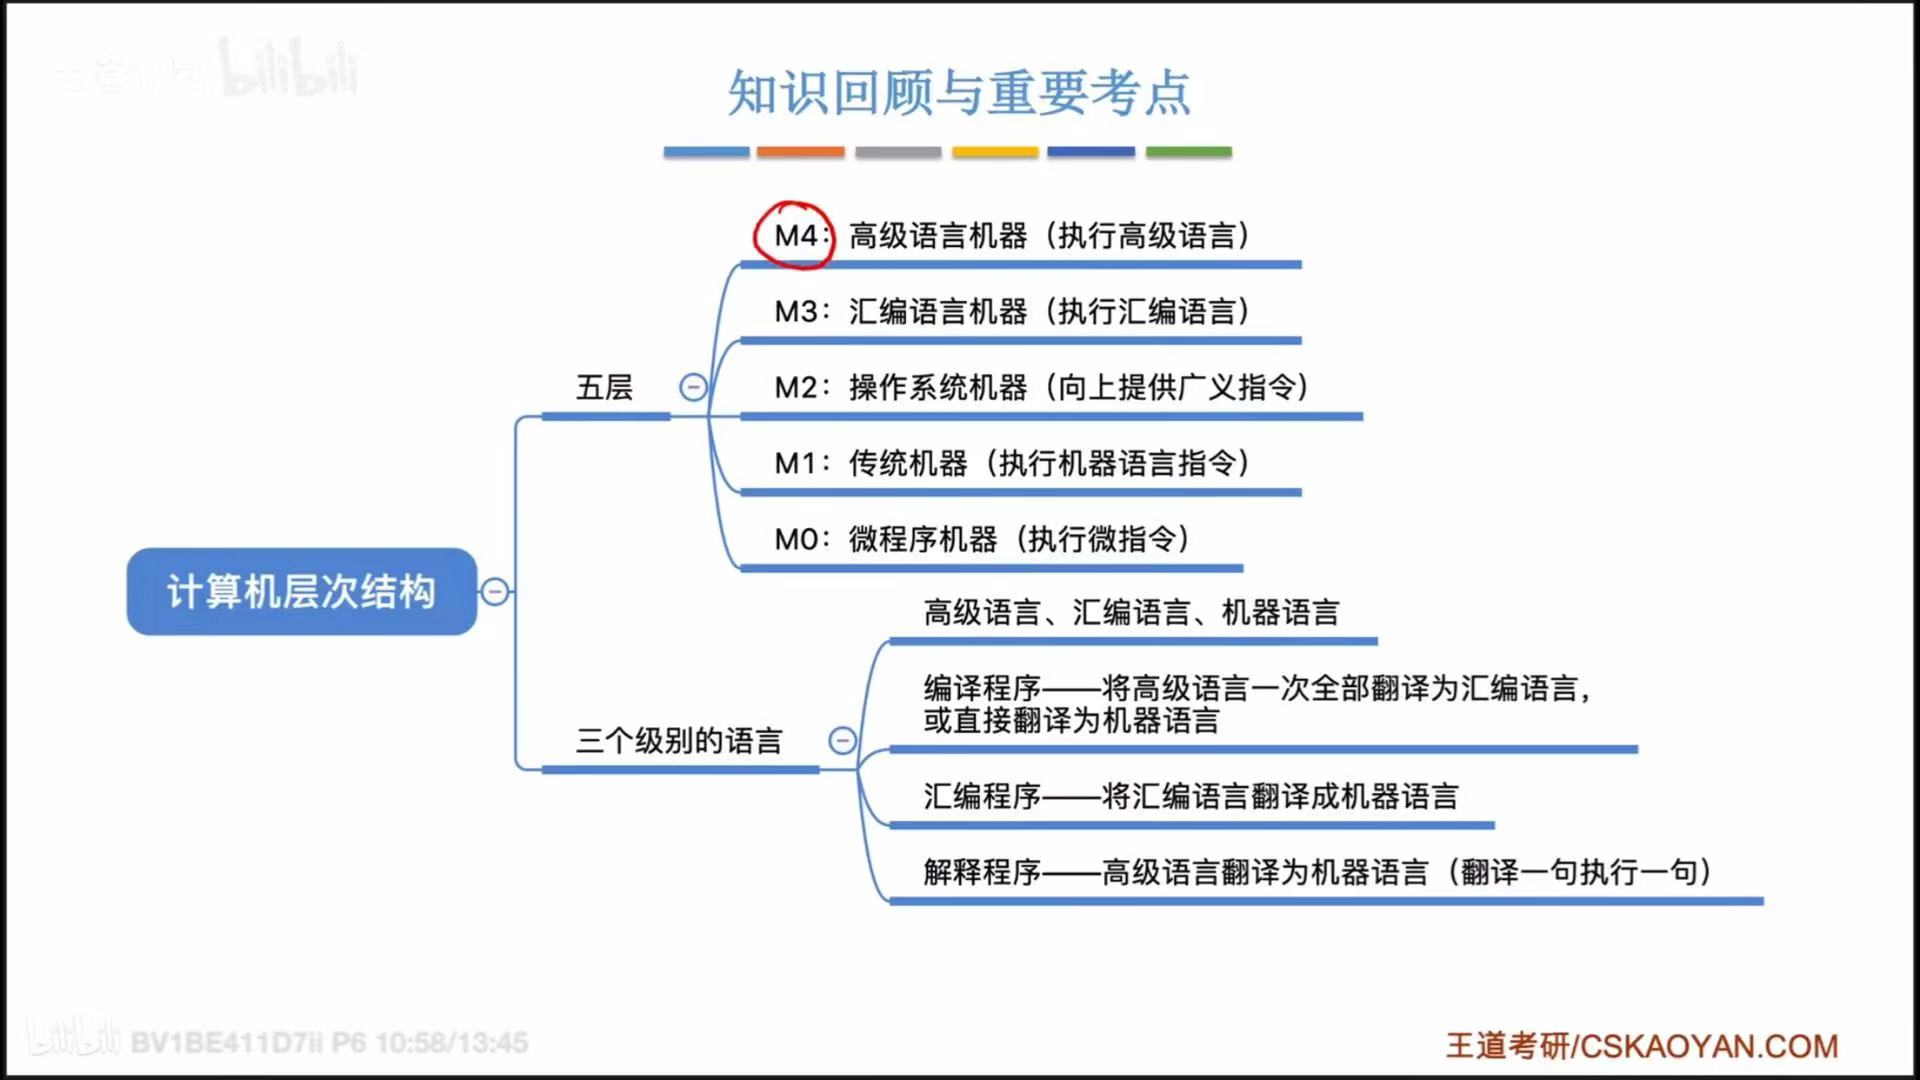 bilibili
知识回顾与重要考点
M4：高级语言机器（执行高级语言）
M3：汇编语言机器（执行汇编语言）
五层
M2：操作系统机器（向上提供广义指令）
M1：传统机器（执行机器语言指令）
M0：微程序机器（执行微指令）
计算机层次结构
高级语言、汇编语言、机器语言
编译程序——将高级语言一次全部翻译为汇编语言，
或直接翻译为机器语言
三个级别的语言
汇编程序——将汇编语言翻译成机器语言
解释程序——高级语言翻译为机器语言（翻译一句执行一句）
bilibili BV1BE411D7ii P6 10:58/13:45
王道考研/CSKAOYAN.COM